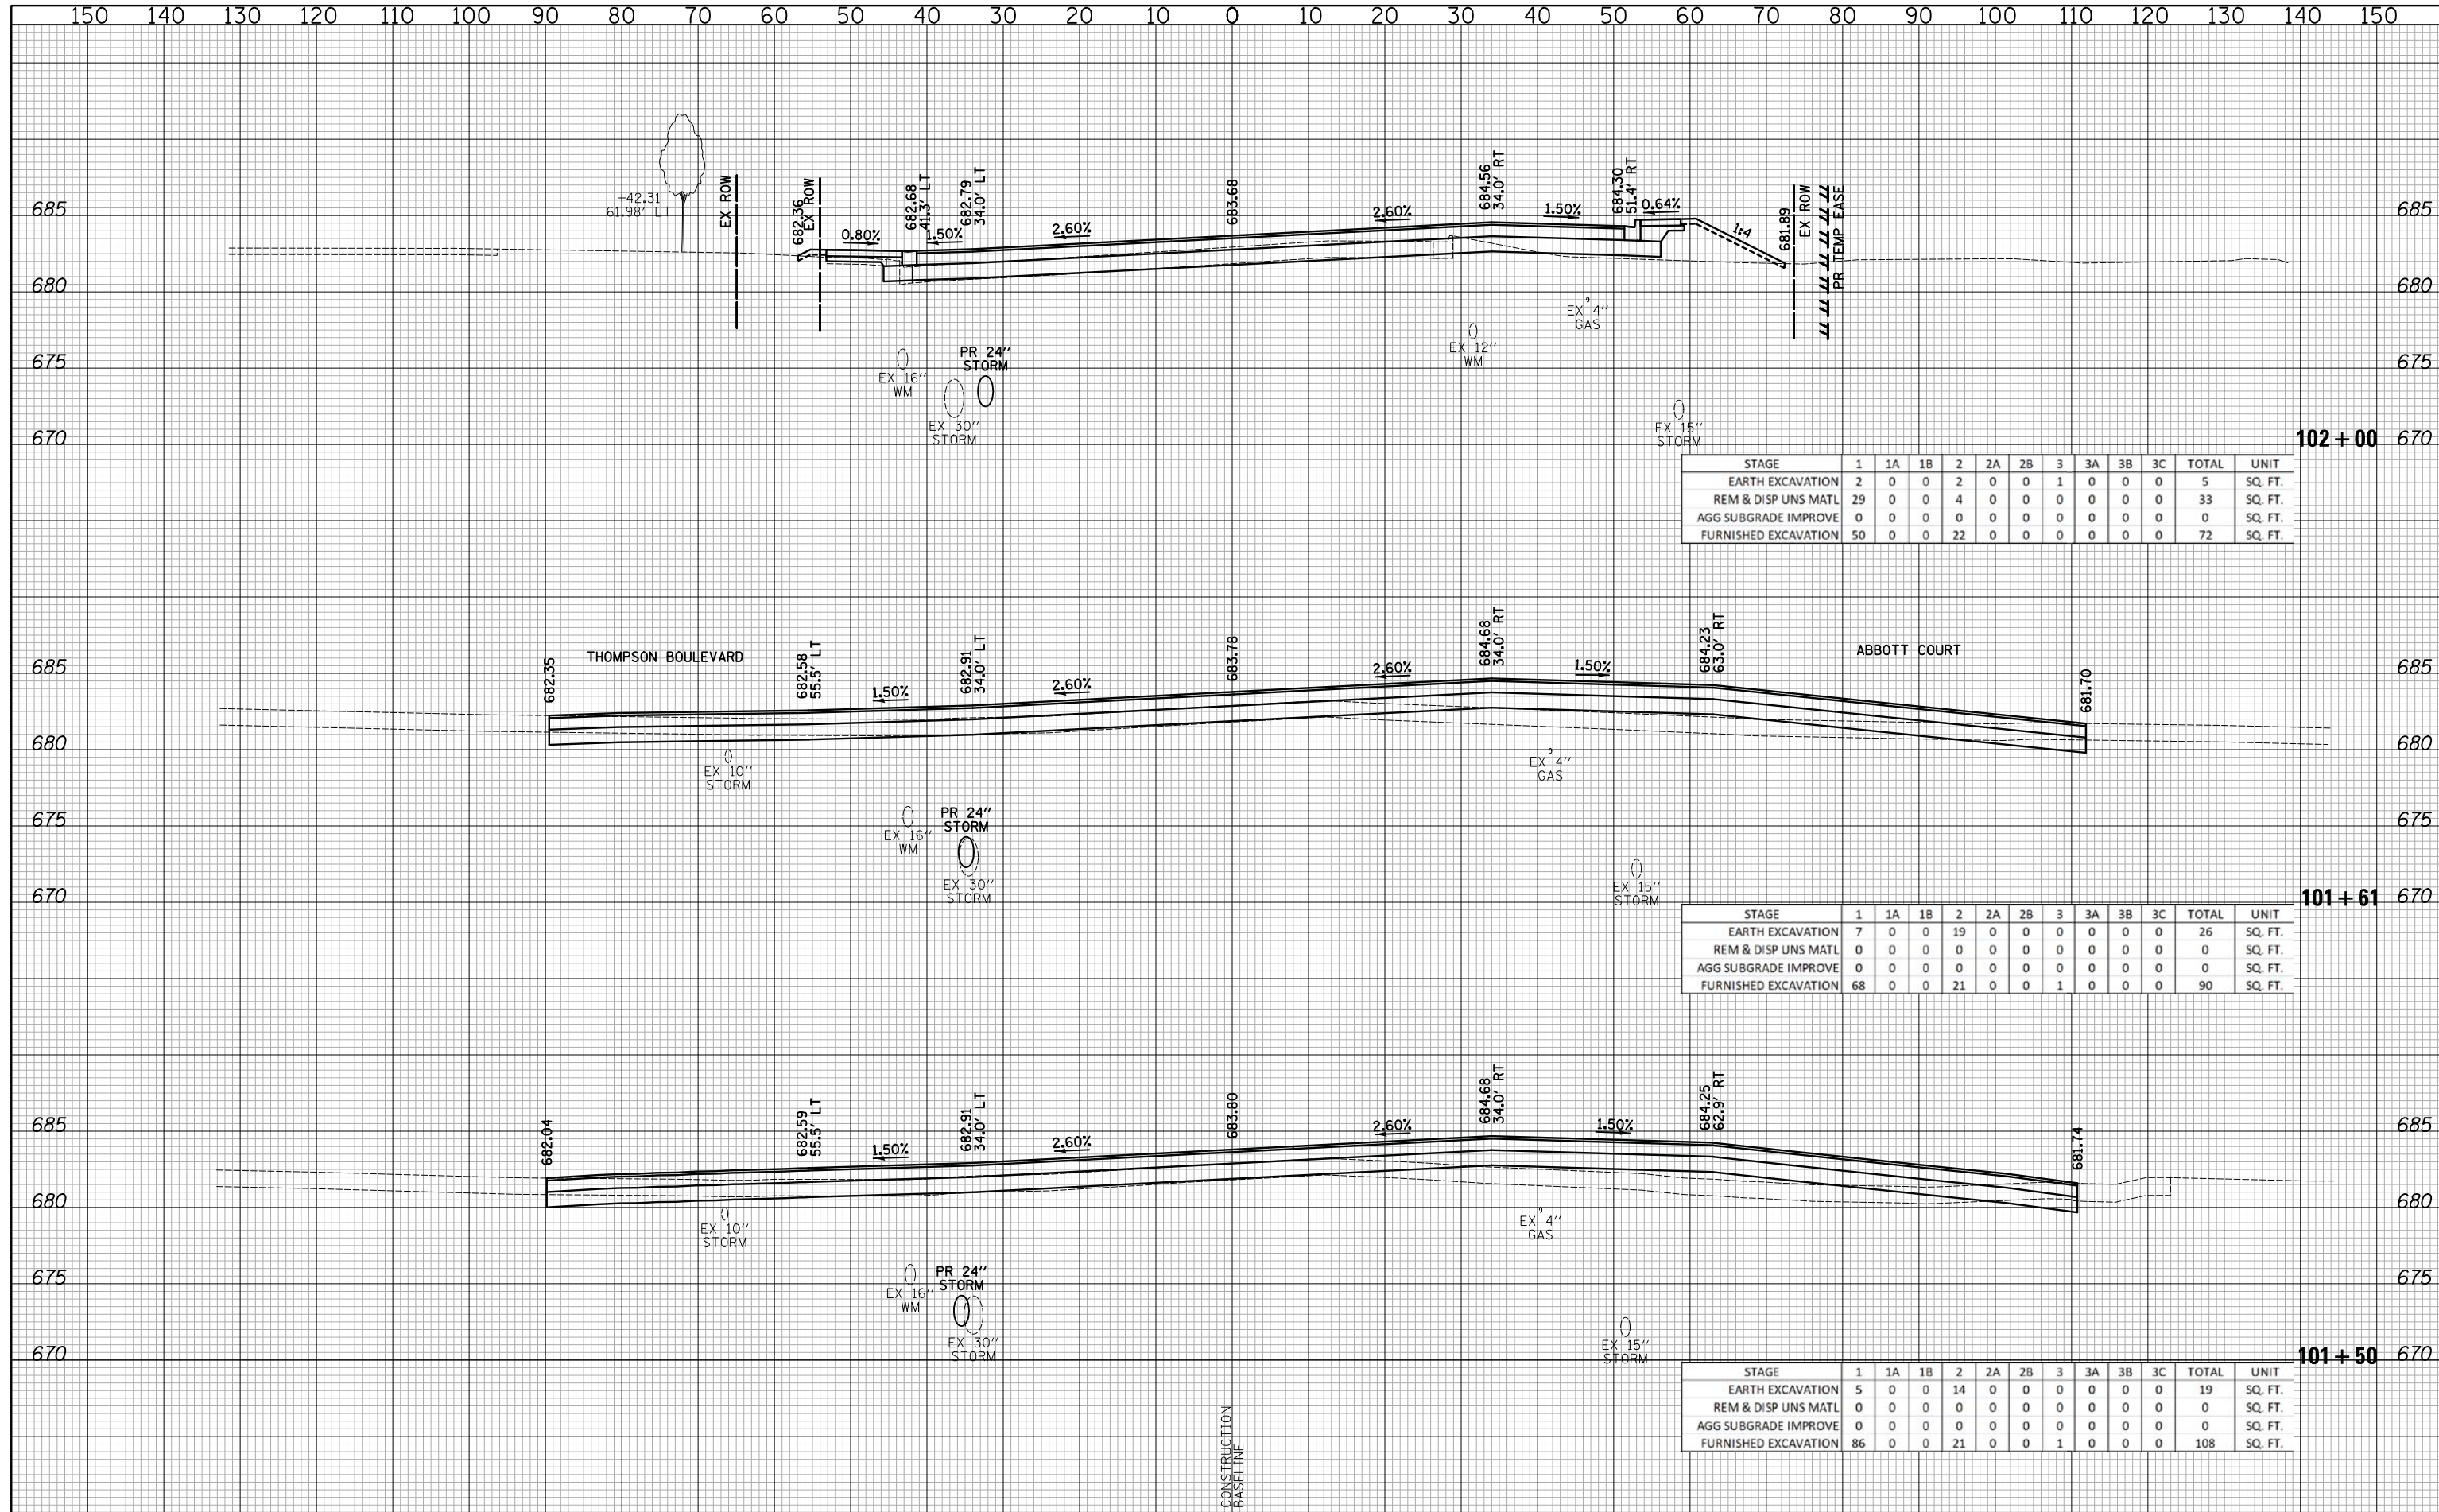 150 140 130 120 110 100 90 80 70 60 50 40 30 20 10 0 10 20 30 40 50 60 70 80 90 100 110 120 130 140 150
+42.31
61.98' LT
EX ROW
682.36
EX ROW
0.80%
682.68
41.3' LT
1.50%
682.79
34.0' LT
2.60%
683.68
2.60%
684.56
34.0' RT
1.50%
684.30
51.4' RT
0.64%
1:4
681.89
EX ROW
PR TEMP EASE
685 685
680 680
675 675
670 670
EX 16"
WM
PR 24"
STORM
EX 30"
STORM
EX 12"
WM
EX 4"
GAS
EX 15"
STORM
102+00
STAGE 1 1A 1B 2 2A 2B 3 3A 3B 3C TOTAL UNIT
EARTH EXCAVATION 2 0 0 2 0 0 1 0 0 0 5 SQ. FT.
REM & DISP UNS MATL 29 0 0 4 0 0 0 0 0 0 33 SQ. FT.
AGG SUBGRADE IMPROVE 0 0 0 0 0 0 0 0 0 0 0 SQ. FT.
FURNISHED EXCAVATION 50 0 0 22 0 0 0 0 0 0 72 SQ. FT.
682.35
THOMPSON BOULEVARD
682.58
55.5' LT
1.50%
682.91
34.0' LT
2.60%
683.78
2.60%
684.68
34.0' RT
1.50%
684.23
63.0' RT
ABBOTT COURT
681.70
685 685
680 680
675 675
670 670
EX 10"
STORM
EX 16"
WM
PR 24"
STORM
EX 30"
STORM
EX 4"
GAS
EX 15"
STORM
101+61
STAGE 1 1A 1B 2 2A 2B 3 3A 3B 3C TOTAL UNIT
EARTH EXCAVATION 7 0 0 19 0 0 0 0 0 0 26 SQ. FT.
REM & DISP UNS MATL 0 0 0 0 0 0 0 0 0 0 0 SQ. FT.
AGG SUBGRADE IMPROVE 0 0 0 0 0 0 0 0 0 0 0 SQ. FT.
FURNISHED EXCAVATION 68 0 0 21 0 0 1 0 0 0 90 SQ. FT.
682.04
682.59
55.5' LT
1.50%
682.91
34.0' LT
2.60%
683.80
2.60%
684.68
34.0' RT
1.50%
684.25
62.9' RT
681.74
685 685
680 680
675 675
670 670
EX 10"
STORM
EX 16"
WM
PR 24"
STORM
EX 30"
STORM
EX 4"
GAS
EX 15"
STORM
101+50
STAGE 1 1A 1B 2 2A 2B 3 3A 3B 3C TOTAL UNIT
EARTH EXCAVATION 5 0 0 14 0 0 0 0 0 0 19 SQ. FT.
REM & DISP UNS MATL 0 0 0 0 0 0 0 0 0 0 0 SQ. FT.
AGG SUBGRADE IMPROVE 0 0 0 0 0 0 0 0 0 0 0 SQ. FT.
FURNISHED EXCAVATION 86 0 0 21 0 0 1 0 0 0 108 SQ. FT.
CONSTRUCTION
BASELINE